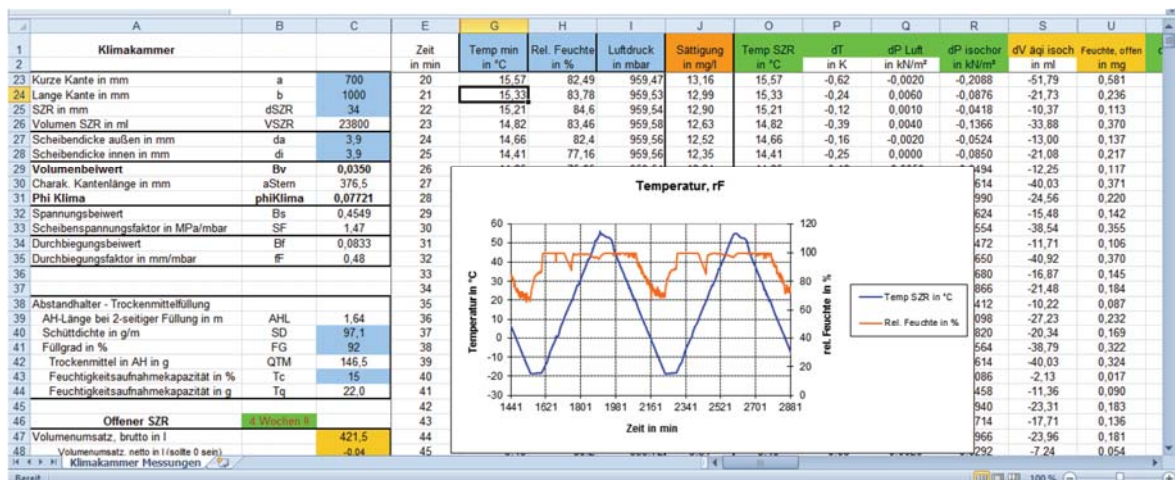 A B C E G H I J O P Q R S U
1 Klimakammer Zeit Temp min Rel. Feuchte Luftdruck Sättigung Temp SZR dT dP Luft dP isochor dV äqi isoch Feuchte, offen
2 in min in °C in % in mbar in mg/l in °C in K in kN/m² in kN/m² in ml in mg
23 Kurze Kante in mm a 700 20 15,57 82,49 959,47 13,16 15,57 -0,62 -0,0020 -0,2088 -51,79 0,581
24 Lange Kante in mm b 1000 21 15,33 83,78 959,53 12,99 15,33 -0,24 0,0060 -0,0876 -21,73 0,236
25 SZR in mm dSZR 34 22 15,21 84,6 959,54 12,90 15,21 -0,12 0,0010 -0,0418 -10,37 0,113
26 Volumen SZR in ml VSZR 23800 23 14,82 83,46 959,58 12,63 14,82 -0,39 0,0040 -0,1366 -33,88 0,370
27 Scheibendicke außen in mm da 3,9 24 14,66 82,4 959,56 12,52 14,66 -0,16 -0,0020 -0,0524 -13,00 0,137
28 Scheibendicke innen in mm di 3,9 25 14,41 77,16 959,56 12,35 14,41 -0,25 0,0000 -0,0850 -21,08 0,217
29 Volumenbeiwert Bv 0,0350 26 0494 -12,25 0,117
30 Charak. Kantenlänge in mm aStern 376,5 27 614 -40,03 0,371
31 Phi Klima phiKlima 0,07721 28 990 -24,56 0,220
32 Spannungsbeiwert Bs 0,4549 29 624 -15,48 0,142
33 Scheibenspannungsfaktor in MPa/mbar SF 1,47 30 554 -38,54 0,355
34 Durchbiegungsbeiwert Bf 0,0833 31 472 -11,71 0,106
35 Durchbiegungsfaktor in mm/mbar fF 0,48 32 650 -40,92 0,370
36 33 680 -16,87 0,145
37 34 866 -21,48 0,184
38 Abstandhalter - Trockenmittelfüllung 35 412 -10,22 0,087
39 AH-Länge bei 2-seitiger Füllung in m AHL 1,64 36 098 -27,23 0,232
40 Schüttdichte in g/m SD 97,1 37 820 -20,34 0,169
41 Füllgrad in % FG 92 38 564 -38,79 0,322
42 Trockenmittel in AH in g QTM 146,5 39 614 -40,03 0,324
43 Feuchtigkeitsaufnahmekapazität in % Tc 15 40 086 -2,13 0,017
44 Feuchtigkeitsaufnahmekapazität in g Tq 22,0 41 458 -11,36 0,090
45 42 940 -23,31 0,183
46 Offener SZR 4 Wochen !! 43 714 -17,71 0,136
47 Volumenumsatz, brutto in l 421,5 44 966 -23,96 0,181
48 Volumenumsatz, netto in l (sollte 0 sein) -0,04 45 0292 -7,24 0,054
Temperatur, rF
Temperatur in °C
60
50
40
30
20
10
0
-10
-20
-30
120
100
80
60
40
20
0
rel. Feuchte in %
1441 1621 1801 1981 2161 2341 2521 2701 2881
Zeit in min
Temp SZR in °C
Rel. Feuchte in %
Klimakammer Messungen
Bereit 100 %